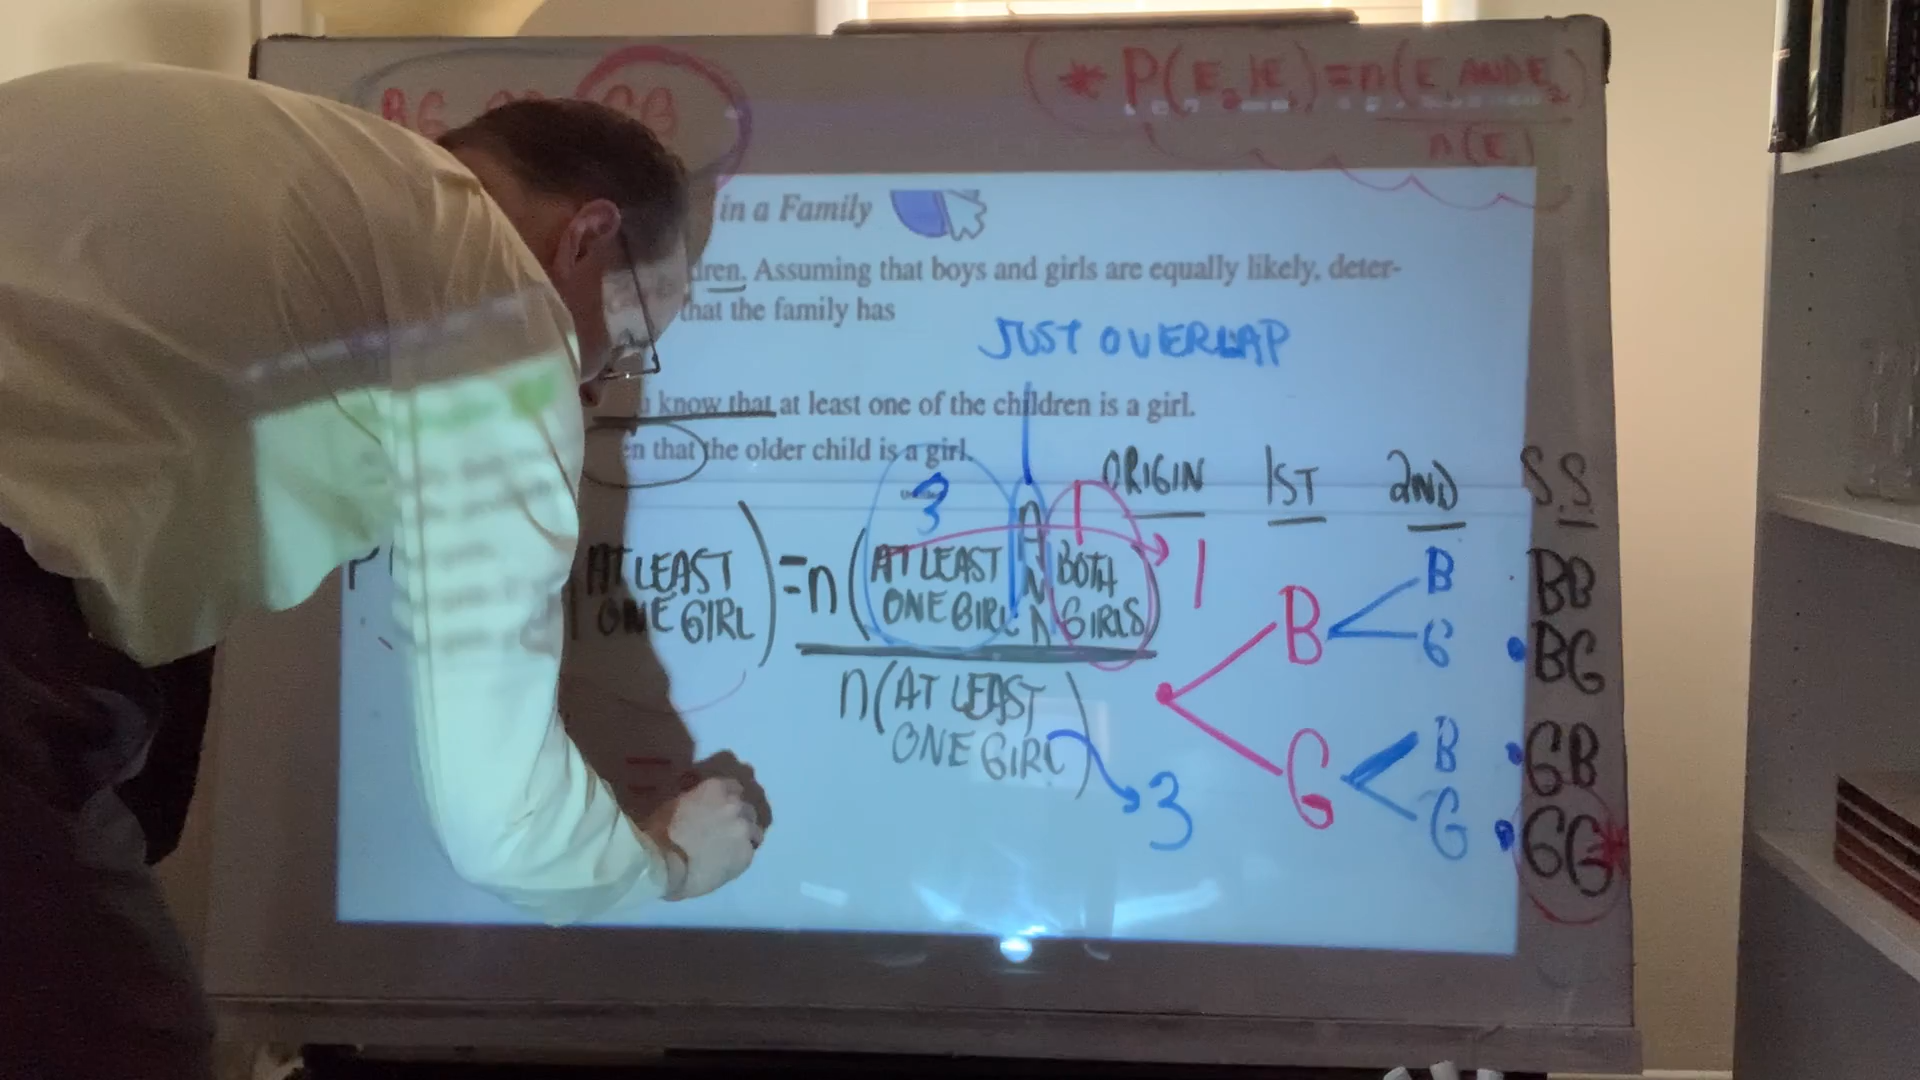 BG GG
* P(E₂|E₁) = n(E₁ AND E₂)
n(E₁)
in a Family
dren. Assuming that boys and girls are equally likely, deter-
that the family has
JUST OVERLAP
know that at least one of the children is a girl.
en that the older child is a girl.
ORIGIN 1ST 2ND S.S
3 1
P( | AT LEAST ONE GIRL) = n(AT LEAST ONE GIRL AND BOTH GIRLS) 1
n(AT LEAST ONE GIRL) 3
B B BB
G BG
G B GB
G GG *
=